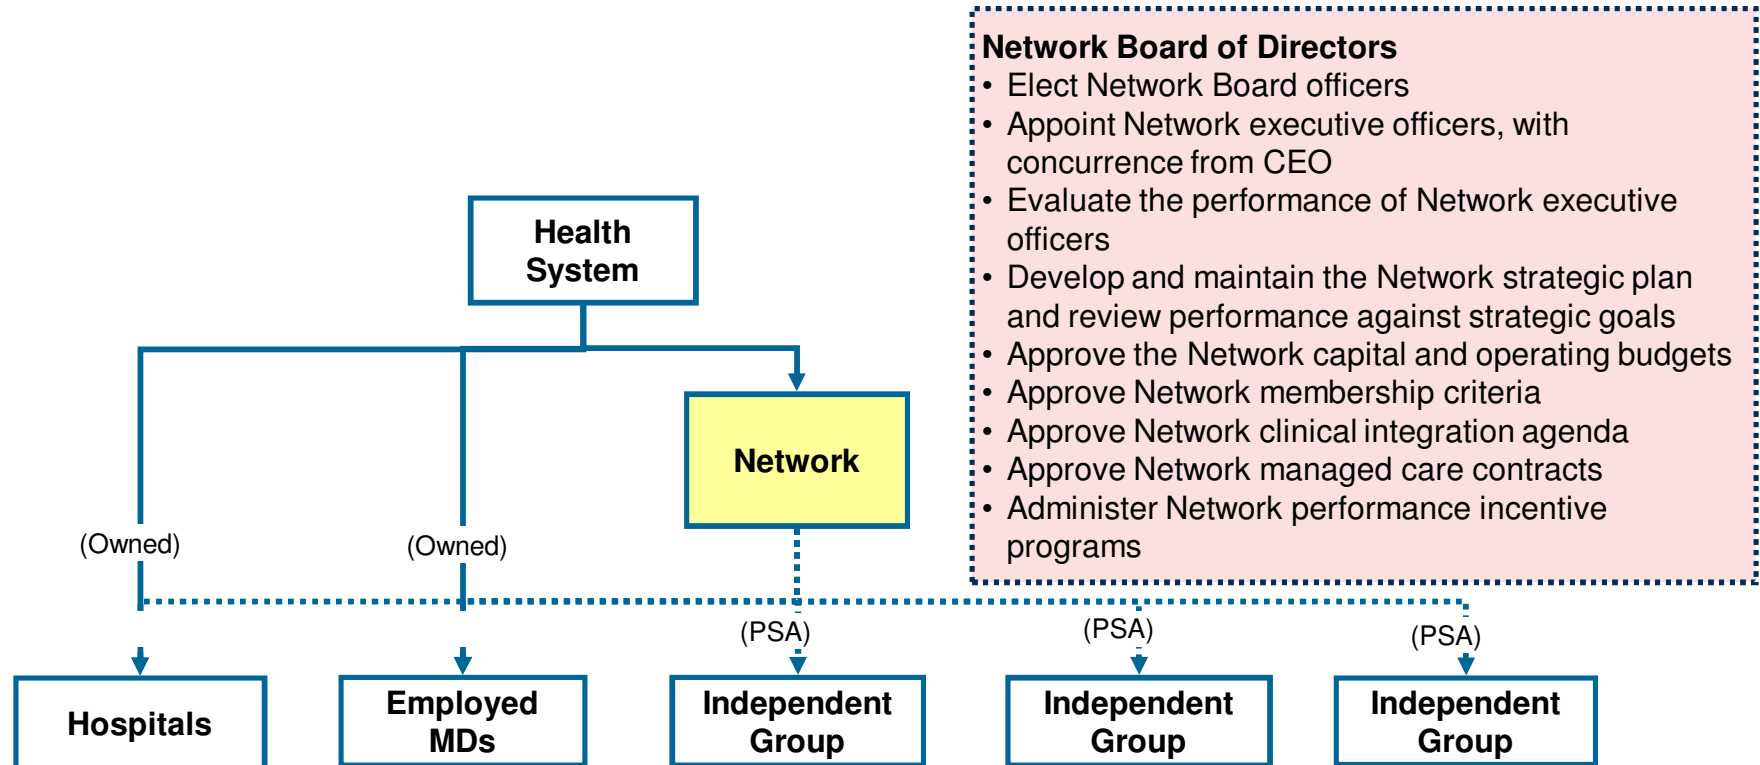 Network Board of Directors
• Elect Network Board officers
• Appoint Network executive officers, with
concurrence from CEO
• Evaluate the performance of Network executive
officers
• Develop and maintain the Network strategic plan
and review performance against strategic goals
• Approve the Network capital and operating budgets
• Approve Network membership criteria
• Approve Network clinical integration agenda
• Approve Network managed care contracts
• Administer Network performance incentive
programs
Health
System
Network
(Owned)
(Owned)
(PSA)
(PSA)
(PSA)
Hospitals
Employed
MDs
Independent
Group
Independent
Group
Independent
Group